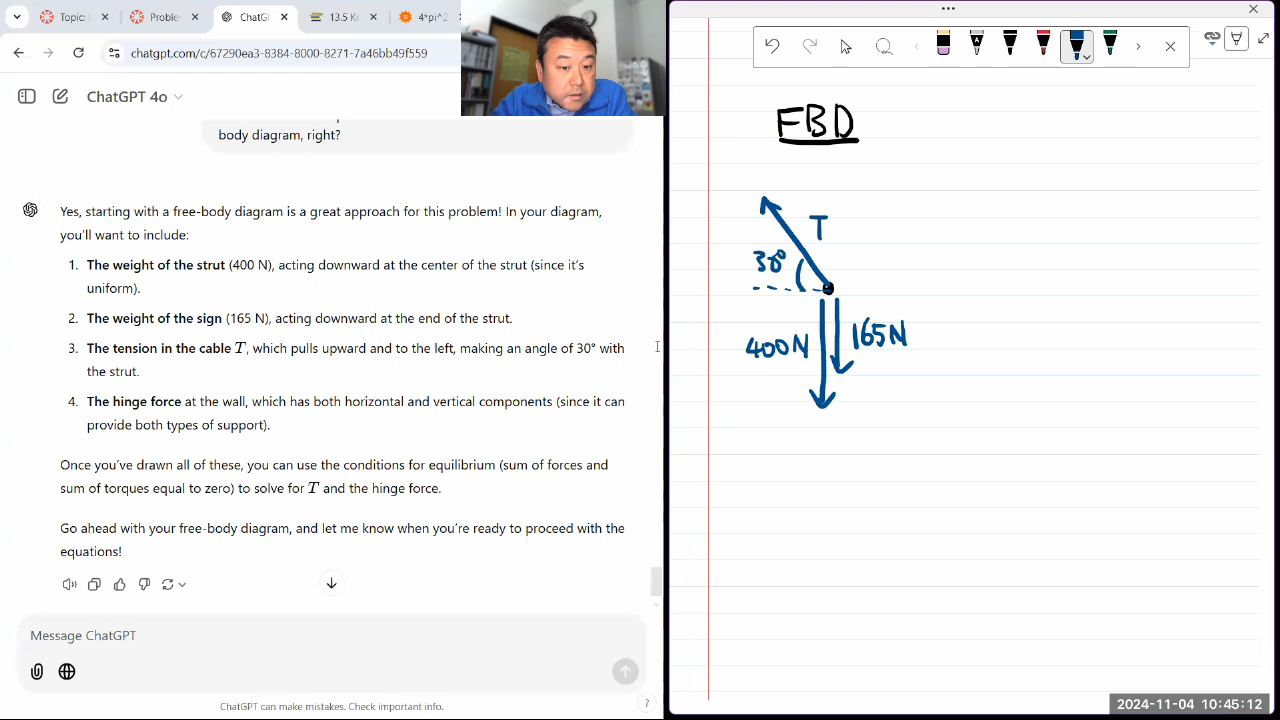 Topic:
Proble
ChatG
13.5 K
4*pi^2
chatgpt.com/c/67290aa3-8684-8000-8271-7a19b949ff59
ChatGPT 4o
body diagram, right?
Yes, starting with a free-body diagram is a great approach for this problem! In your diagram,
you'll want to include:
1. The weight of the strut (400 N), acting downward at the center of the strut (since it's
uniform).
2. The weight of the sign (165 N), acting downward at the end of the strut.
3. The tension in the cable T, which pulls upward and to the left, making an angle of 30° with
the strut.
4. The hinge force at the wall, which has both horizontal and vertical components (since it can
provide both types of support).
Once you've drawn all of these, you can use the conditions for equilibrium (sum of forces and
sum of torques equal to zero) to solve for T and the hinge force.
Go ahead with your free-body diagram, and let me know when you're ready to proceed with the
equations!
Message ChatGPT
ChatGPT can make mistakes. Check important info.
?
FBD
T
30°
400N
165N
2024-11-04 10:45:12